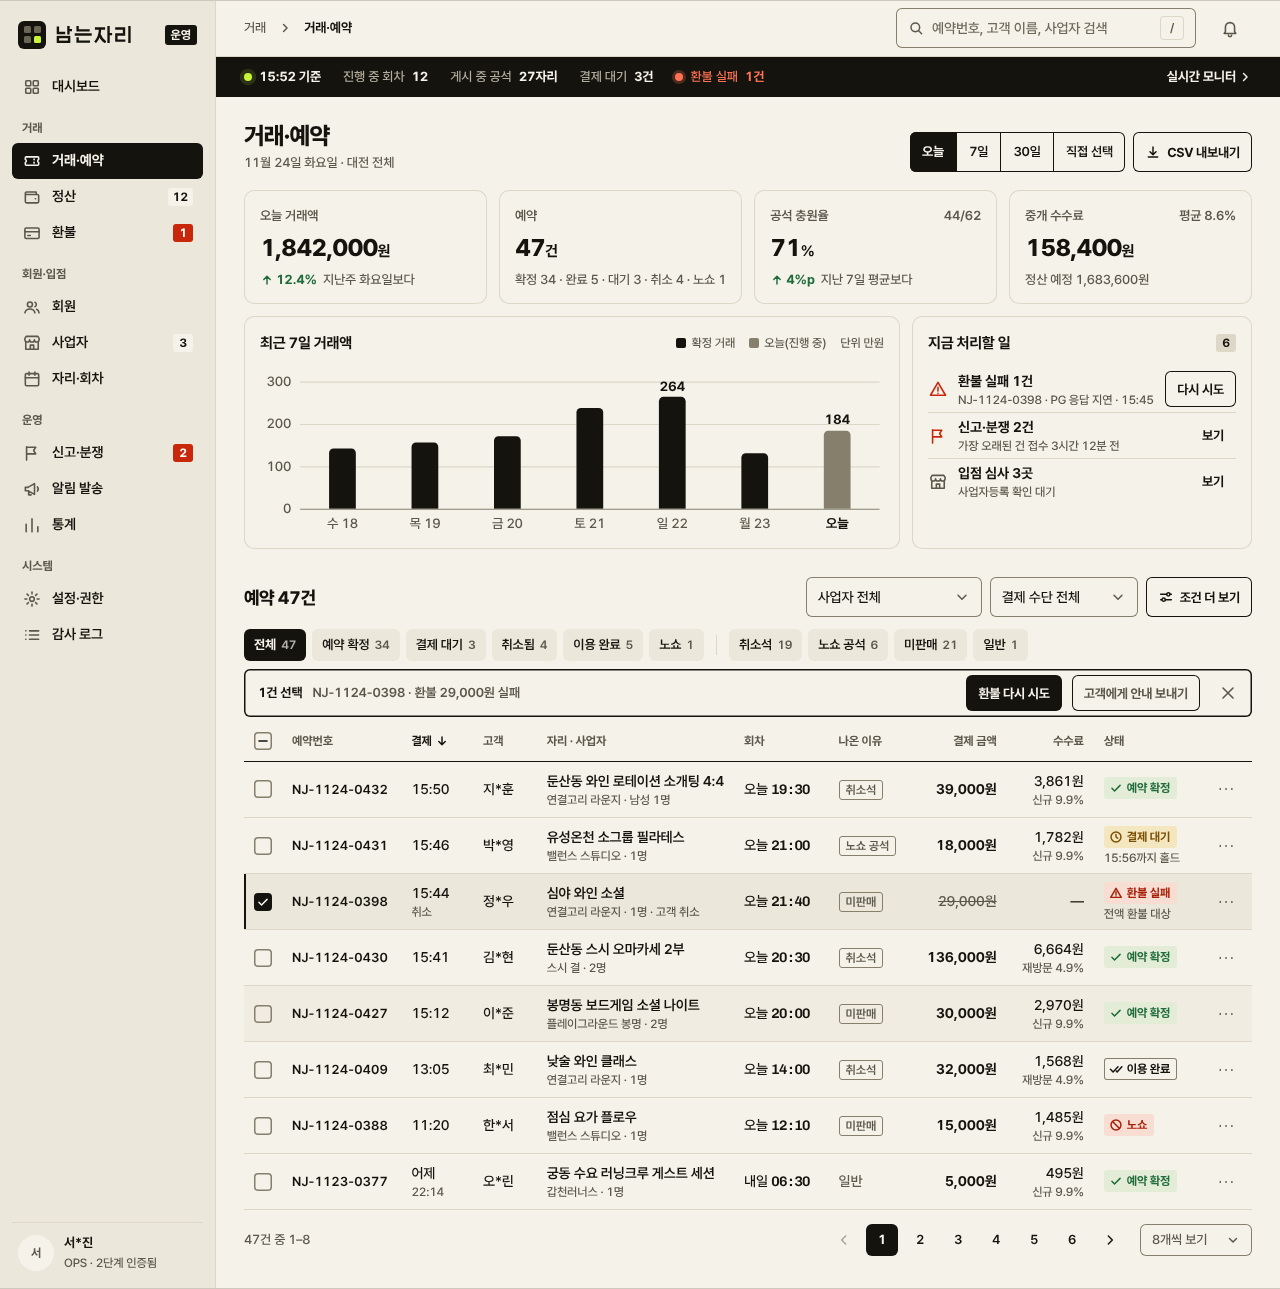 남는자리 운영
대시보드
거래
거래·예약
정산 12
환불 1
회원·입점
회원
사업자 3
자리·회차
운영
신고·분쟁 2
알림 발송
통계
시스템
설정·권한
감사 로그
서
서*진
OPS · 2단계 인증됨
거래 > 거래·예약
예약번호, 고객 이름, 사업자 검색 /
15:52 기준 진행 중 회차 12 게시 중 공석 27자리 결제 대기 3건 환불 실패 1건 실시간 모니터
거래·예약
11월 24일 화요일 · 대전 전체
오늘 7일 30일 직접 선택 CSV 내보내기
오늘 거래액
1,842,000원
↑ 12.4% 지난주 화요일보다
예약
47건
확정 34 · 완료 5 · 대기 3 · 취소 4 · 노쇼 1
공석 충원율 44/62
71%
↑ 4%p 지난 7일 평균보다
중개 수수료 평균 8.6%
158,400원
정산 예정 1,683,600원
최근 7일 거래액
확정 거래 오늘(진행 중) 단위 만원
300
200
100
0
264
184
수 18 목 19 금 20 토 21 일 22 월 23 오늘
지금 처리할 일 6
환불 실패 1건
NJ-1124-0398 · PG 응답 지연 · 15:45
다시 시도
신고·분쟁 2건
가장 오래된 건 접수 3시간 12분 전
보기
입점 심사 3곳
사업자등록 확인 대기
보기
예약 47건
사업자 전체 결제 수단 전체 조건 더 보기
전체 47 예약 확정 34 결제 대기 3 취소됨 4 이용 완료 5 노쇼 1 취소석 19 노쇼 공석 6 미판매 21 일반 1
1건 선택 NJ-1124-0398 · 환불 29,000원 실패 환불 다시 시도 고객에게 안내 보내기
예약번호 결제 ↓ 고객 자리 · 사업자 회차 나온 이유 결제 금액 수수료 상태
NJ-1124-0432 15:50 지*훈 둔산동 와인 로테이션 소개팅 4:4 오늘 19:30 취소석 39,000원 3,861원 예약 확정 ···
연결고리 라운지 · 남성 1명 신규 9.9%
NJ-1124-0431 15:46 박*영 유성온천 소그룹 필라테스 오늘 21:00 노쇼 공석 18,000원 1,782원 결제 대기 ···
밸런스 스튜디오 · 1명 신규 9.9% 15:56까지 홀드
NJ-1124-0398 15:44 정*우 심야 와인 소셜 오늘 21:40 미판매 29,000원 — 환불 실패 ···
취소 연결고리 라운지 · 1명 · 고객 취소 전액 환불 대상
NJ-1124-0430 15:41 김*현 둔산동 스시 오마카세 2부 오늘 20:30 취소석 136,000원 6,664원 예약 확정 ···
스시 결 · 2명 재방문 4.9%
NJ-1124-0427 15:12 이*준 봉명동 보드게임 소셜 나이트 오늘 20:00 미판매 30,000원 2,970원 예약 확정 ···
플레이그라운드 봉명 · 2명 신규 9.9%
NJ-1124-0409 13:05 최*민 낮술 와인 클래스 오늘 14:00 취소석 32,000원 1,568원 이용 완료 ···
연결고리 라운지 · 1명 재방문 4.9%
NJ-1124-0388 11:20 한*서 점심 요가 플로우 오늘 12:10 미판매 15,000원 1,485원 노쇼 ···
밸런스 스튜디오 · 1명 신규 9.9%
NJ-1123-0377 어제 오*린 궁동 수요 러닝크루 게스트 세션 내일 06:30 일반 5,000원 495원 예약 확정 ···
22:14 갑천러너스 · 1명 신규 9.9%
47건 중 1–8 1 2 3 4 5 6 8개씩 보기